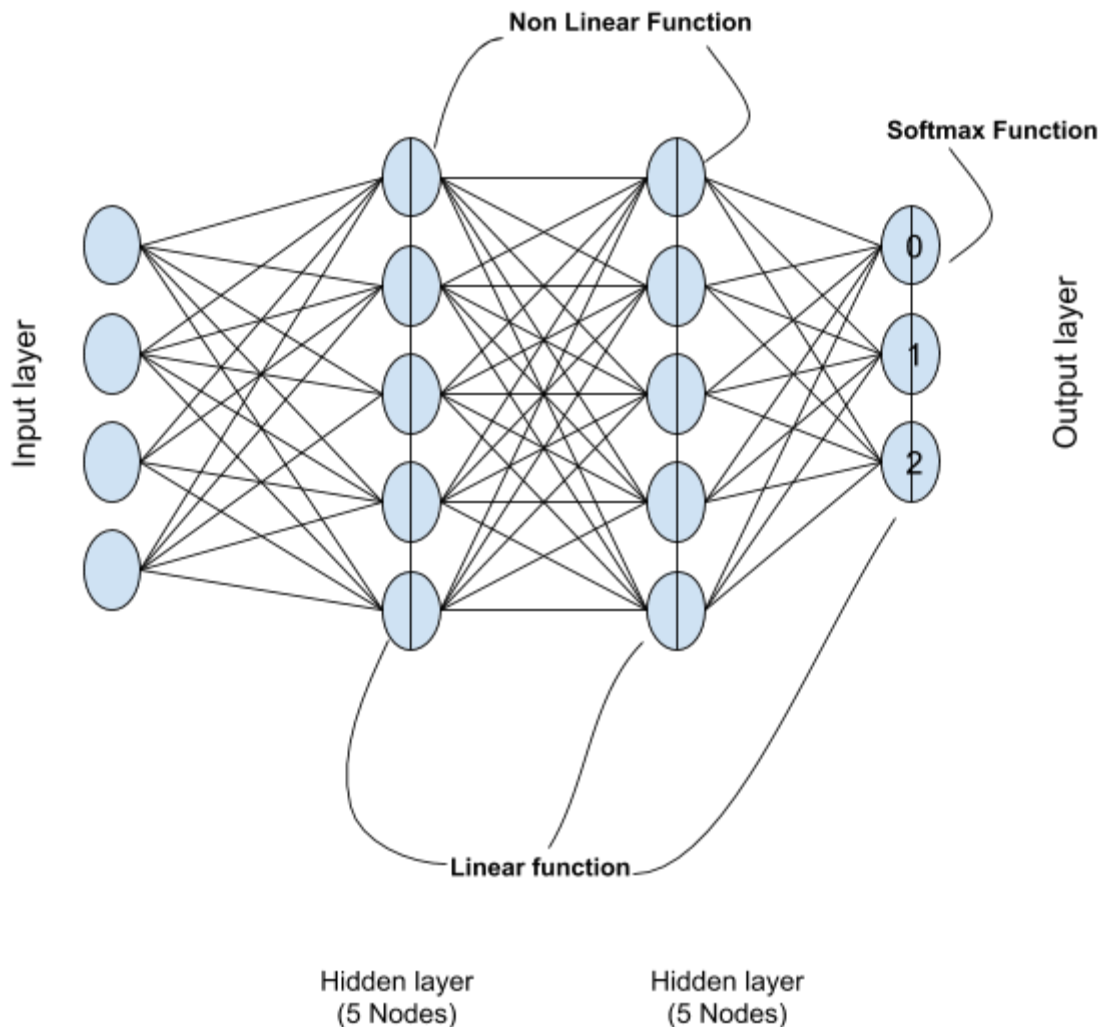 Non Linear Function
Softmax Function
Input layer
0
1
2
Output layer
Linear function
Hidden layer
(5 Nodes)
Hidden layer
(5 Nodes)